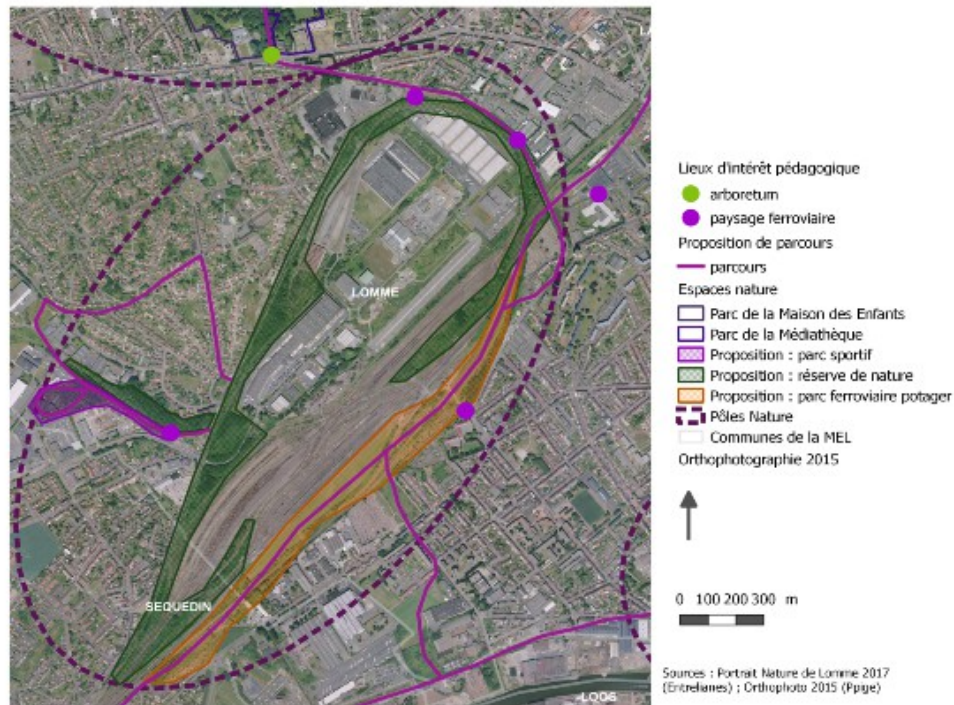 LOMME
SEQUEDIN
LOOS
Lieux d'intérêt pédagogique
arboretum
paysage ferroviaire
Proposition de parcours
parcours
Espaces nature
Parc de la Maison des Enfants
Parc de la Médiathèque
Proposition : parc sportif
Proposition : réserve de nature
Proposition : parc ferroviaire potager
Pôles Nature
Communes de la MEL
Orthophotographie 2015
0 100 200 300 m
Sources : Portrait Nature de Lomme 2017
(Entrelianes) ; Orthophoto 2015 (Ppige)